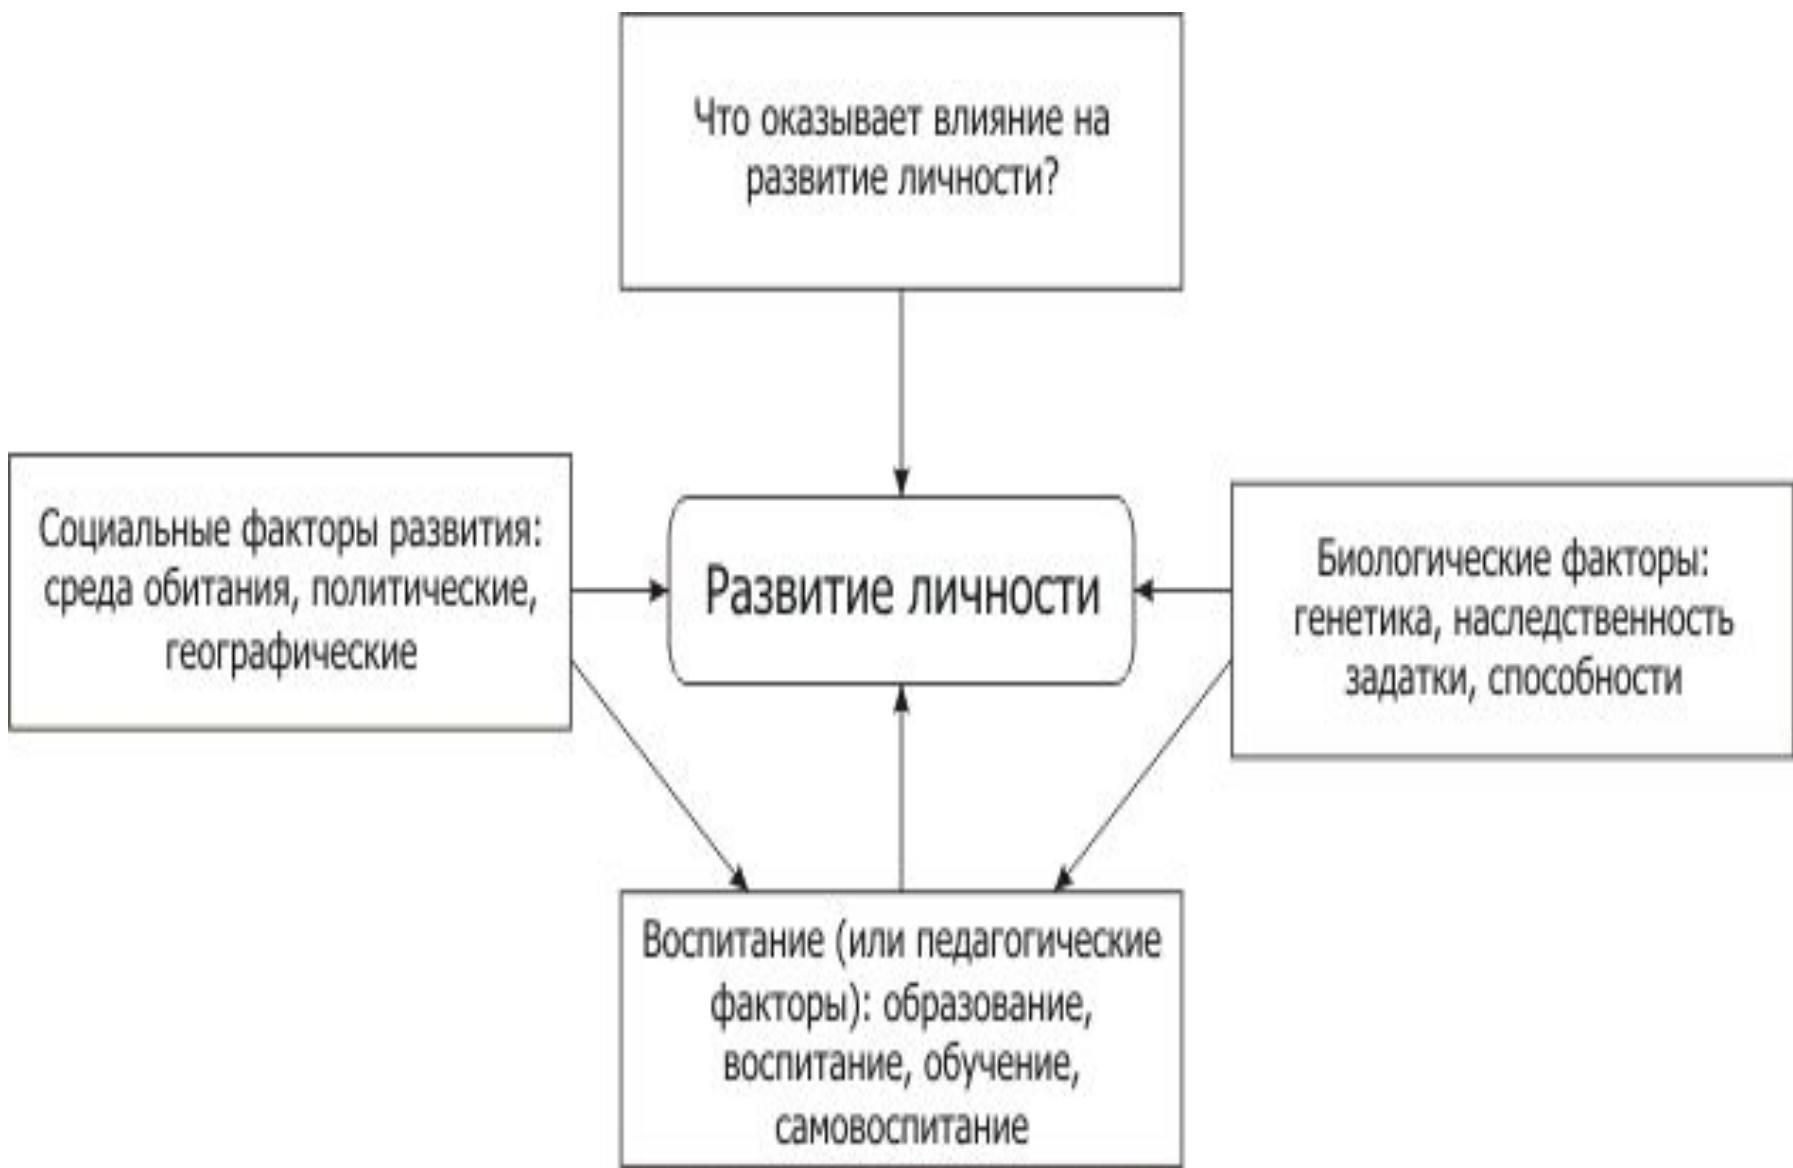 Что оказывает влияние на
развитие личности?
Социальные факторы развития:
среда обитания, политические,
географические
Развитие личности
Биологические факторы:
генетика, наследственность
задатки, способности
Воспитание (или педагогические
факторы): образование,
воспитание, обучение,
самовоспитание